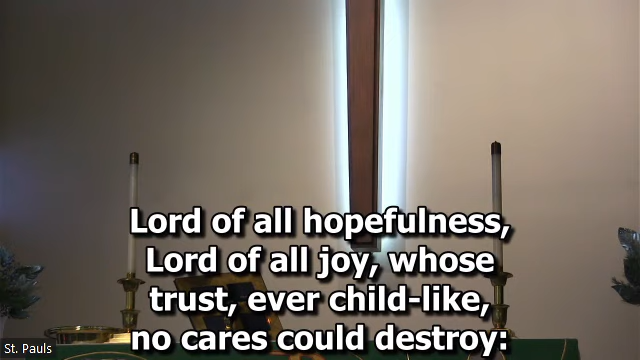 Lord of all hopefulness,
Lord of all joy, whose
trust, ever child-like,
no cares could destroy:
St. Pauls